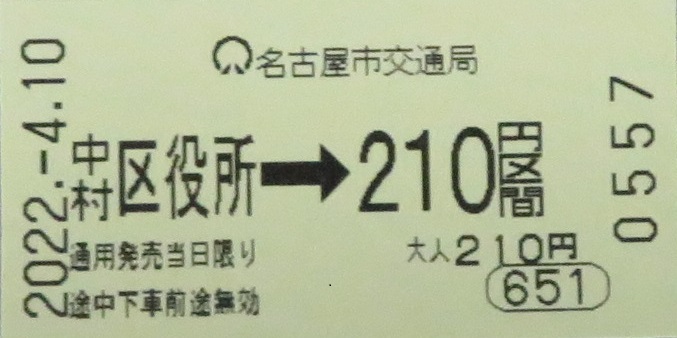 名古屋市交通局
2022.-4.10
中村区役所➡210円区間
0557
通用発売当日限り
大人210円
途中下車前途無効
651